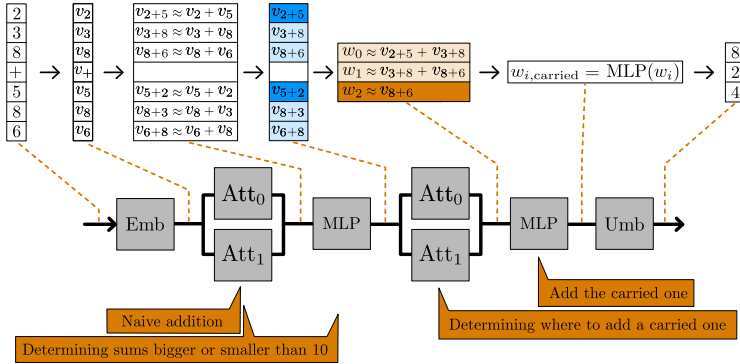 2
3
8
+
5
8
6
v₂
v₃
v₈
v₊
v₅
v₈
v₆
v₂₊₅ ≈ v₂ + v₅
v₃₊₈ ≈ v₃ + v₈
v₈₊₆ ≈ v₈ + v₆
v₅₊₂ ≈ v₅ + v₂
v₈₊₃ ≈ v₈ + v₃
v₆₊₈ ≈ v₆ + v₈
v₂₊₅
v₃₊₈
v₈₊₆
v₅₊₂
v₈₊₃
v₆₊₈
w₀ ≈ v₂₊₅ + v₃₊₈
w₁ ≈ v₃₊₈ + v₈₊₆
w₂ ≈ v₈₊₆
w_{i,carried} = MLP(w_i)
8
2
4
Emb
Att₀
Att₁
MLP
Att₀
Att₁
MLP
Umb
Naive addition
Determining sums bigger or smaller than 10
Add the carried one
Determining where to add a carried one